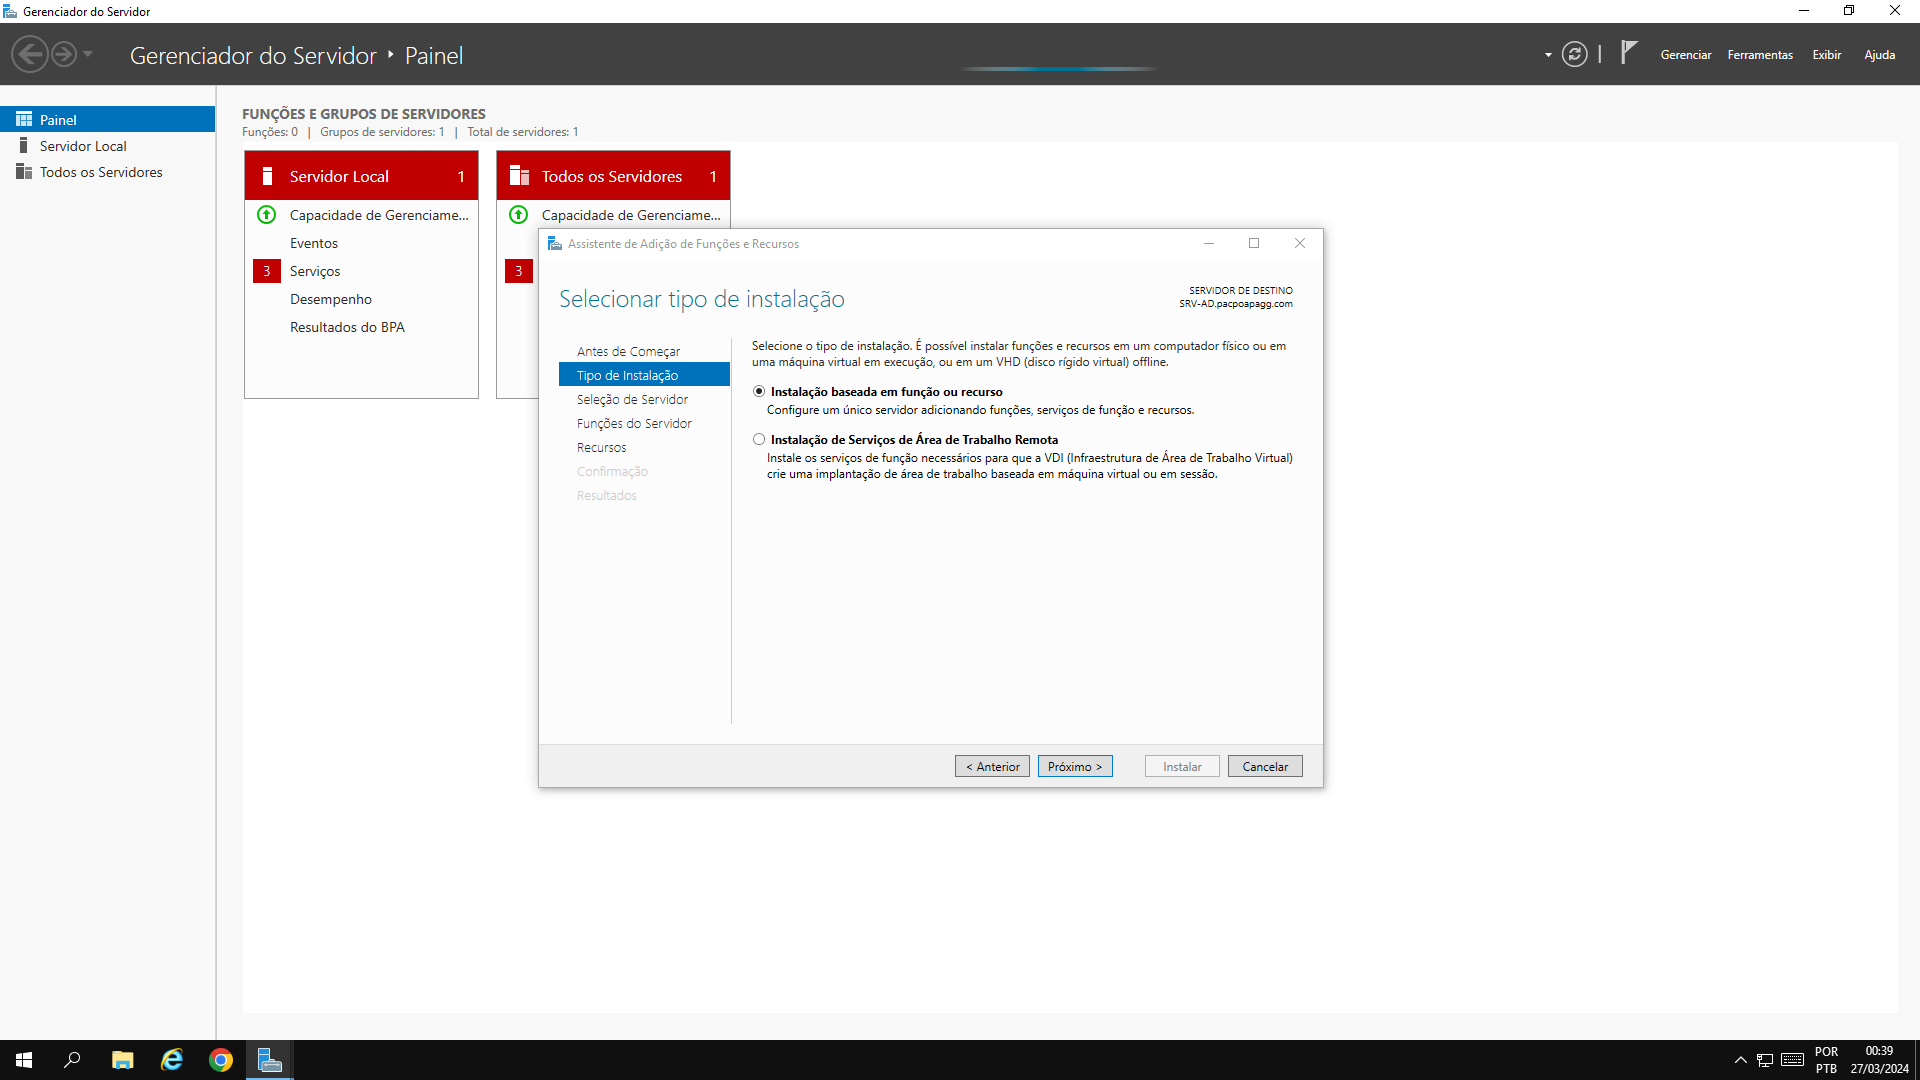 Gerenciador do Servidor
Gerenciador do Servidor ‣ Painel
Gerenciar
Ferramentas
Exibir
Ajuda
Painel
Servidor Local
Todos os Servidores
FUNÇÕES E GRUPOS DE SERVIDORES
Funções: 0 | Grupos de servidores: 1 | Total de servidores: 1
Servidor Local 1
Capacidade de Gerenciame...
Eventos
3 Serviços
Desempenho
Resultados do BPA
Todos os Servidores 1
Capacidade de Gerenciame...
3
Assistente de Adição de Funções e Recursos
Selecionar tipo de instalação
SERVIDOR DE DESTINO
SRV-AD.pacpoapagg.com
Antes de Começar
Tipo de Instalação
Seleção de Servidor
Funções do Servidor
Recursos
Confirmação
Resultados
Selecione o tipo de instalação. É possível instalar funções e recursos em um computador físico ou em
uma máquina virtual em execução, ou em um VHD (disco rígido virtual) offline.
Instalação baseada em função ou recurso
Configure um único servidor adicionando funções, serviços de função e recursos.
Instalação de Serviços de Área de Trabalho Remota
Instale os serviços de função necessários para que a VDI (Infraestrutura de Área de Trabalho Virtual)
crie uma implantação de área de trabalho baseada em máquina virtual ou em sessão.
< Anterior
Próximo >
Instalar
Cancelar
POR
PTB
00:39
27/03/2024